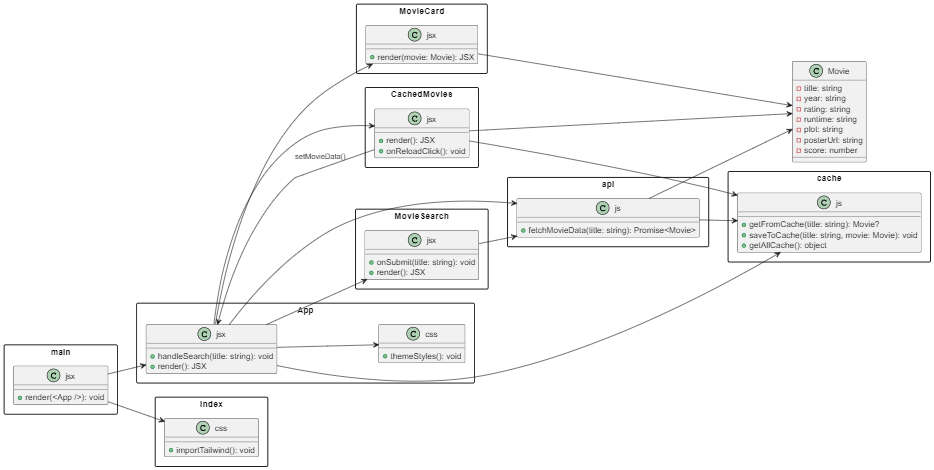 MovieCard
C jsx
render(movie: Movie): JSX
CachedMovies
C jsx
render(): JSX
onReloadClick(): void
setMovieData()
C Movie
title: string
year: string
rating: string
runtime: string
plot: string
posterUrl: string
score: number
api
C js
fetchMovieData(title: string): Promise<Movie>
cache
C js
getFromCache(title: string): Movie?
saveToCache(title: string, movie: Movie): void
getAllCache(): object
MovieSearch
C jsx
onSubmit(title: string): void
render(): JSX
App
C jsx
handleSearch(title: string): void
render(): JSX
C css
themeStyles(): void
main
C jsx
render(<App />): void
index
C css
importTailwind(): void